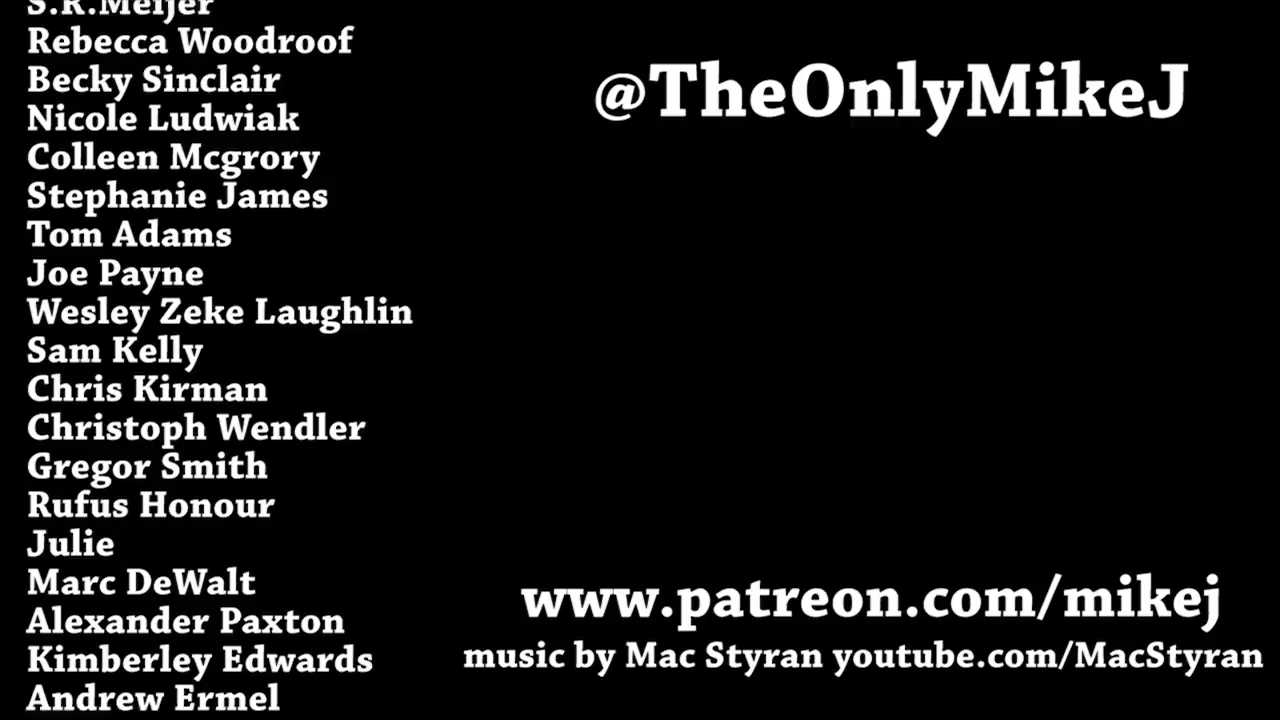 S.R.Meijer
Rebecca Woodroof
Becky Sinclair
Nicole Ludwiak
Colleen Mcgrory
Stephanie James
Tom Adams
Joe Payne
Wesley Zeke Laughlin
Sam Kelly
Chris Kirman
Christoph Wendler
Gregor Smith
Rufus Honour
Julie
Marc DeWalt
Alexander Paxton
Kimberley Edwards
Andrew Ermel
@TheOnlyMikeJ
www.patreon.com/mikej
music by Mac Styran youtube.com/MacStyran